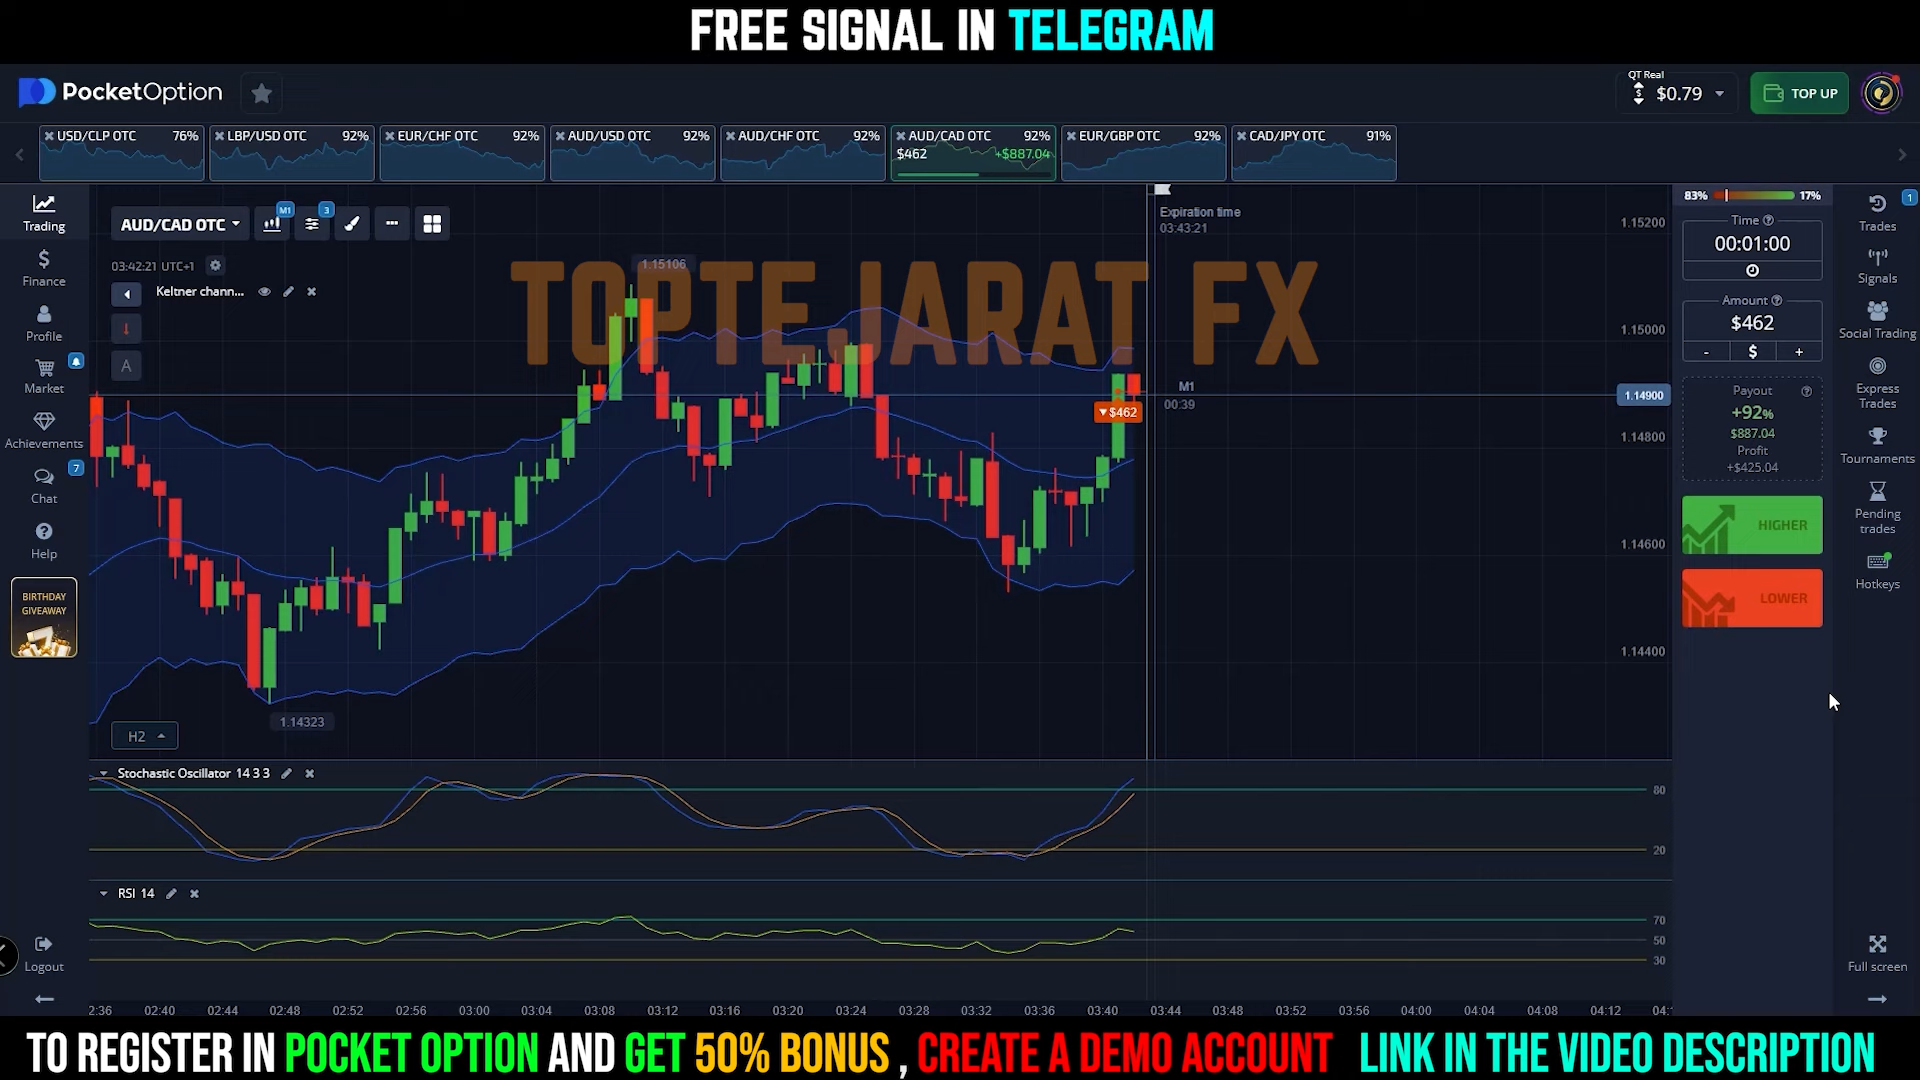 FREE SIGNAL IN TELEGRAM
PocketOption
QT Real
$0.79
TOP UP
USD/CLP OTC 76%
LBP/USD OTC 92%
EUR/CHF OTC 92%
AUD/USD OTC 92%
AUD/CHF OTC 92%
AUD/CAD OTC 92%
$462 +$887.04
EUR/GBP OTC 92%
CAD/JPY OTC 91%
Trading
Finance
Profile
Market
Achievements
7
Chat
Help
BIRTHDAY
GIVEAWAY
Logout
AUD/CAD OTC
M1
3
03:42:21 UTC+1
Keltner chann...
A
TOPTEJARAT FX
1.15106
Expiration time
03:43:21
M1
00:39
$462
1.14323
H2
1.15200
1.15000
1.14900
1.14800
1.14600
1.14400
Stochastic Oscillator 14 3 3
80
20
RSI 14
70
50
30
2:36 02:40 02:44 02:48 02:52 02:56 03:00 03:04 03:08 03:12 03:16 03:20 03:24 03:28 03:32 03:36 03:40 03:44 03:48 03:52 03:56 04:00 04:04 04:08 04:12 04:
83% 17%
Time
00:01:00
Amount
$462
- $ +
Payout
+92%
$887.04
Profit
+$425.04
HIGHER
LOWER
1
Trades
Signals
Social Trading
Express
Trades
Tournaments
Pending
trades
Hotkeys
Full screen
TO REGISTER IN POCKET OPTION AND GET 50% BONUS , CREATE A DEMO ACCOUNT LINK IN THE VIDEO DESCRIPTION